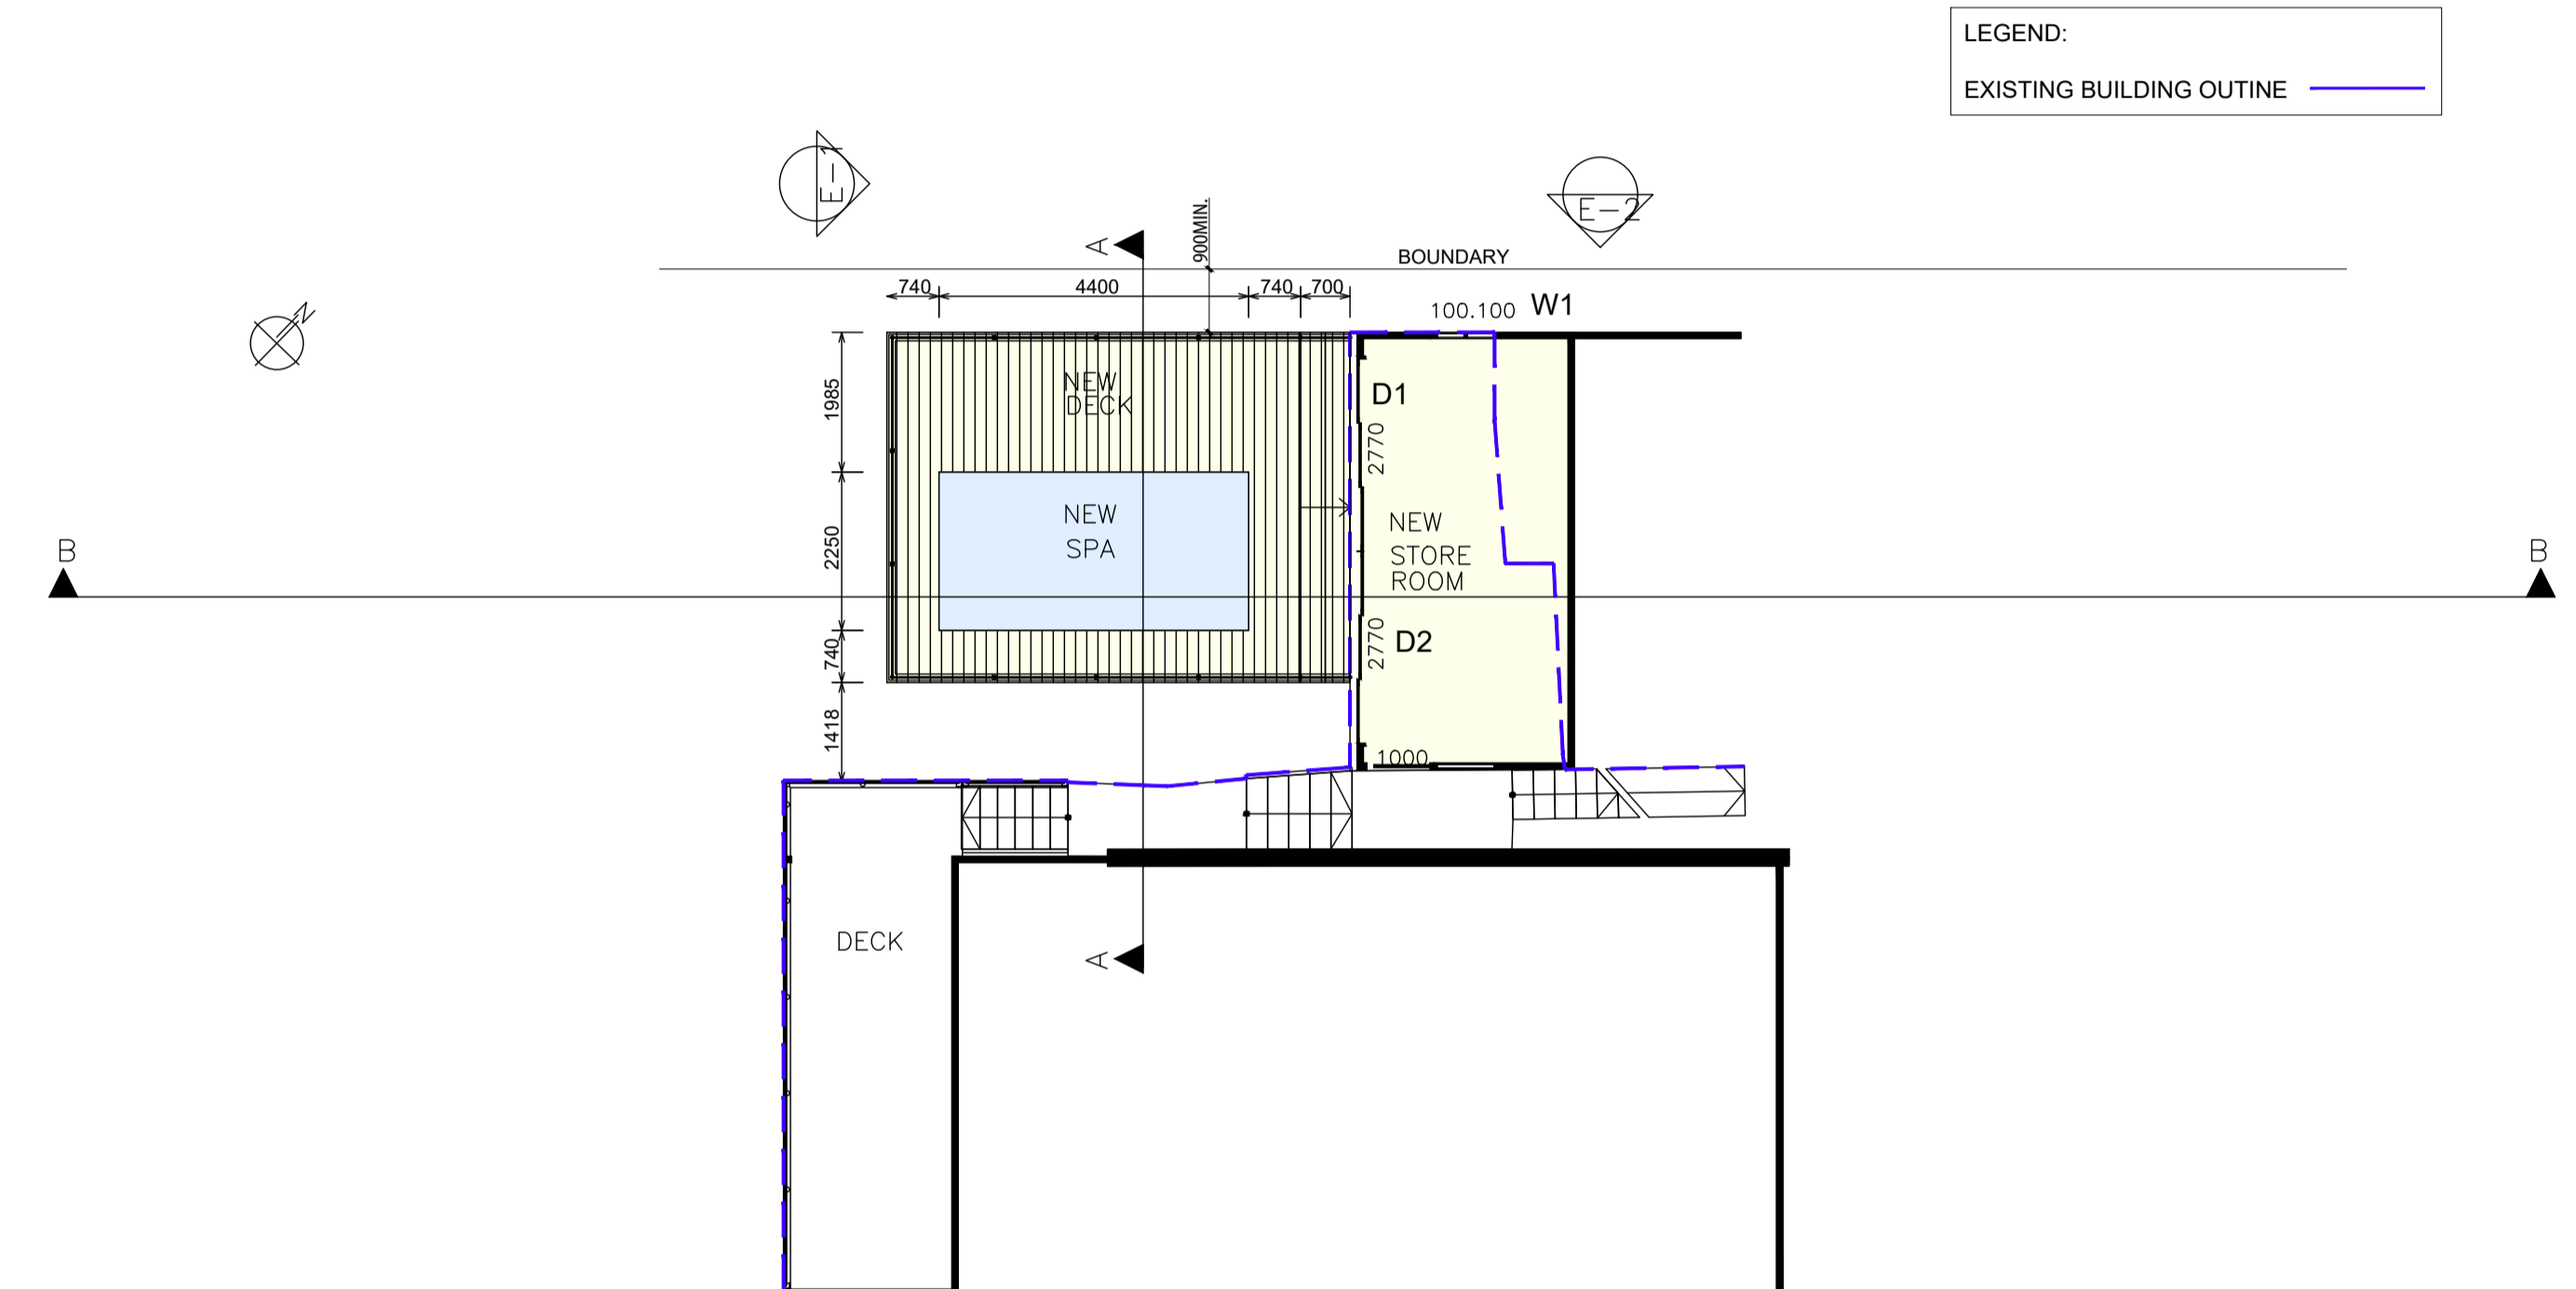 LEGEND:
EXISTING BUILDING OUTINE
E-1
E-2
A
900MIN.
BOUNDARY
740
4400
740
700
100.100
W1
N
1985
NEW
DECK
D1
2770
2250
NEW
SPA
NEW
STORE
ROOM
B
B
740
2770
D2
1418
1000
DECK
A